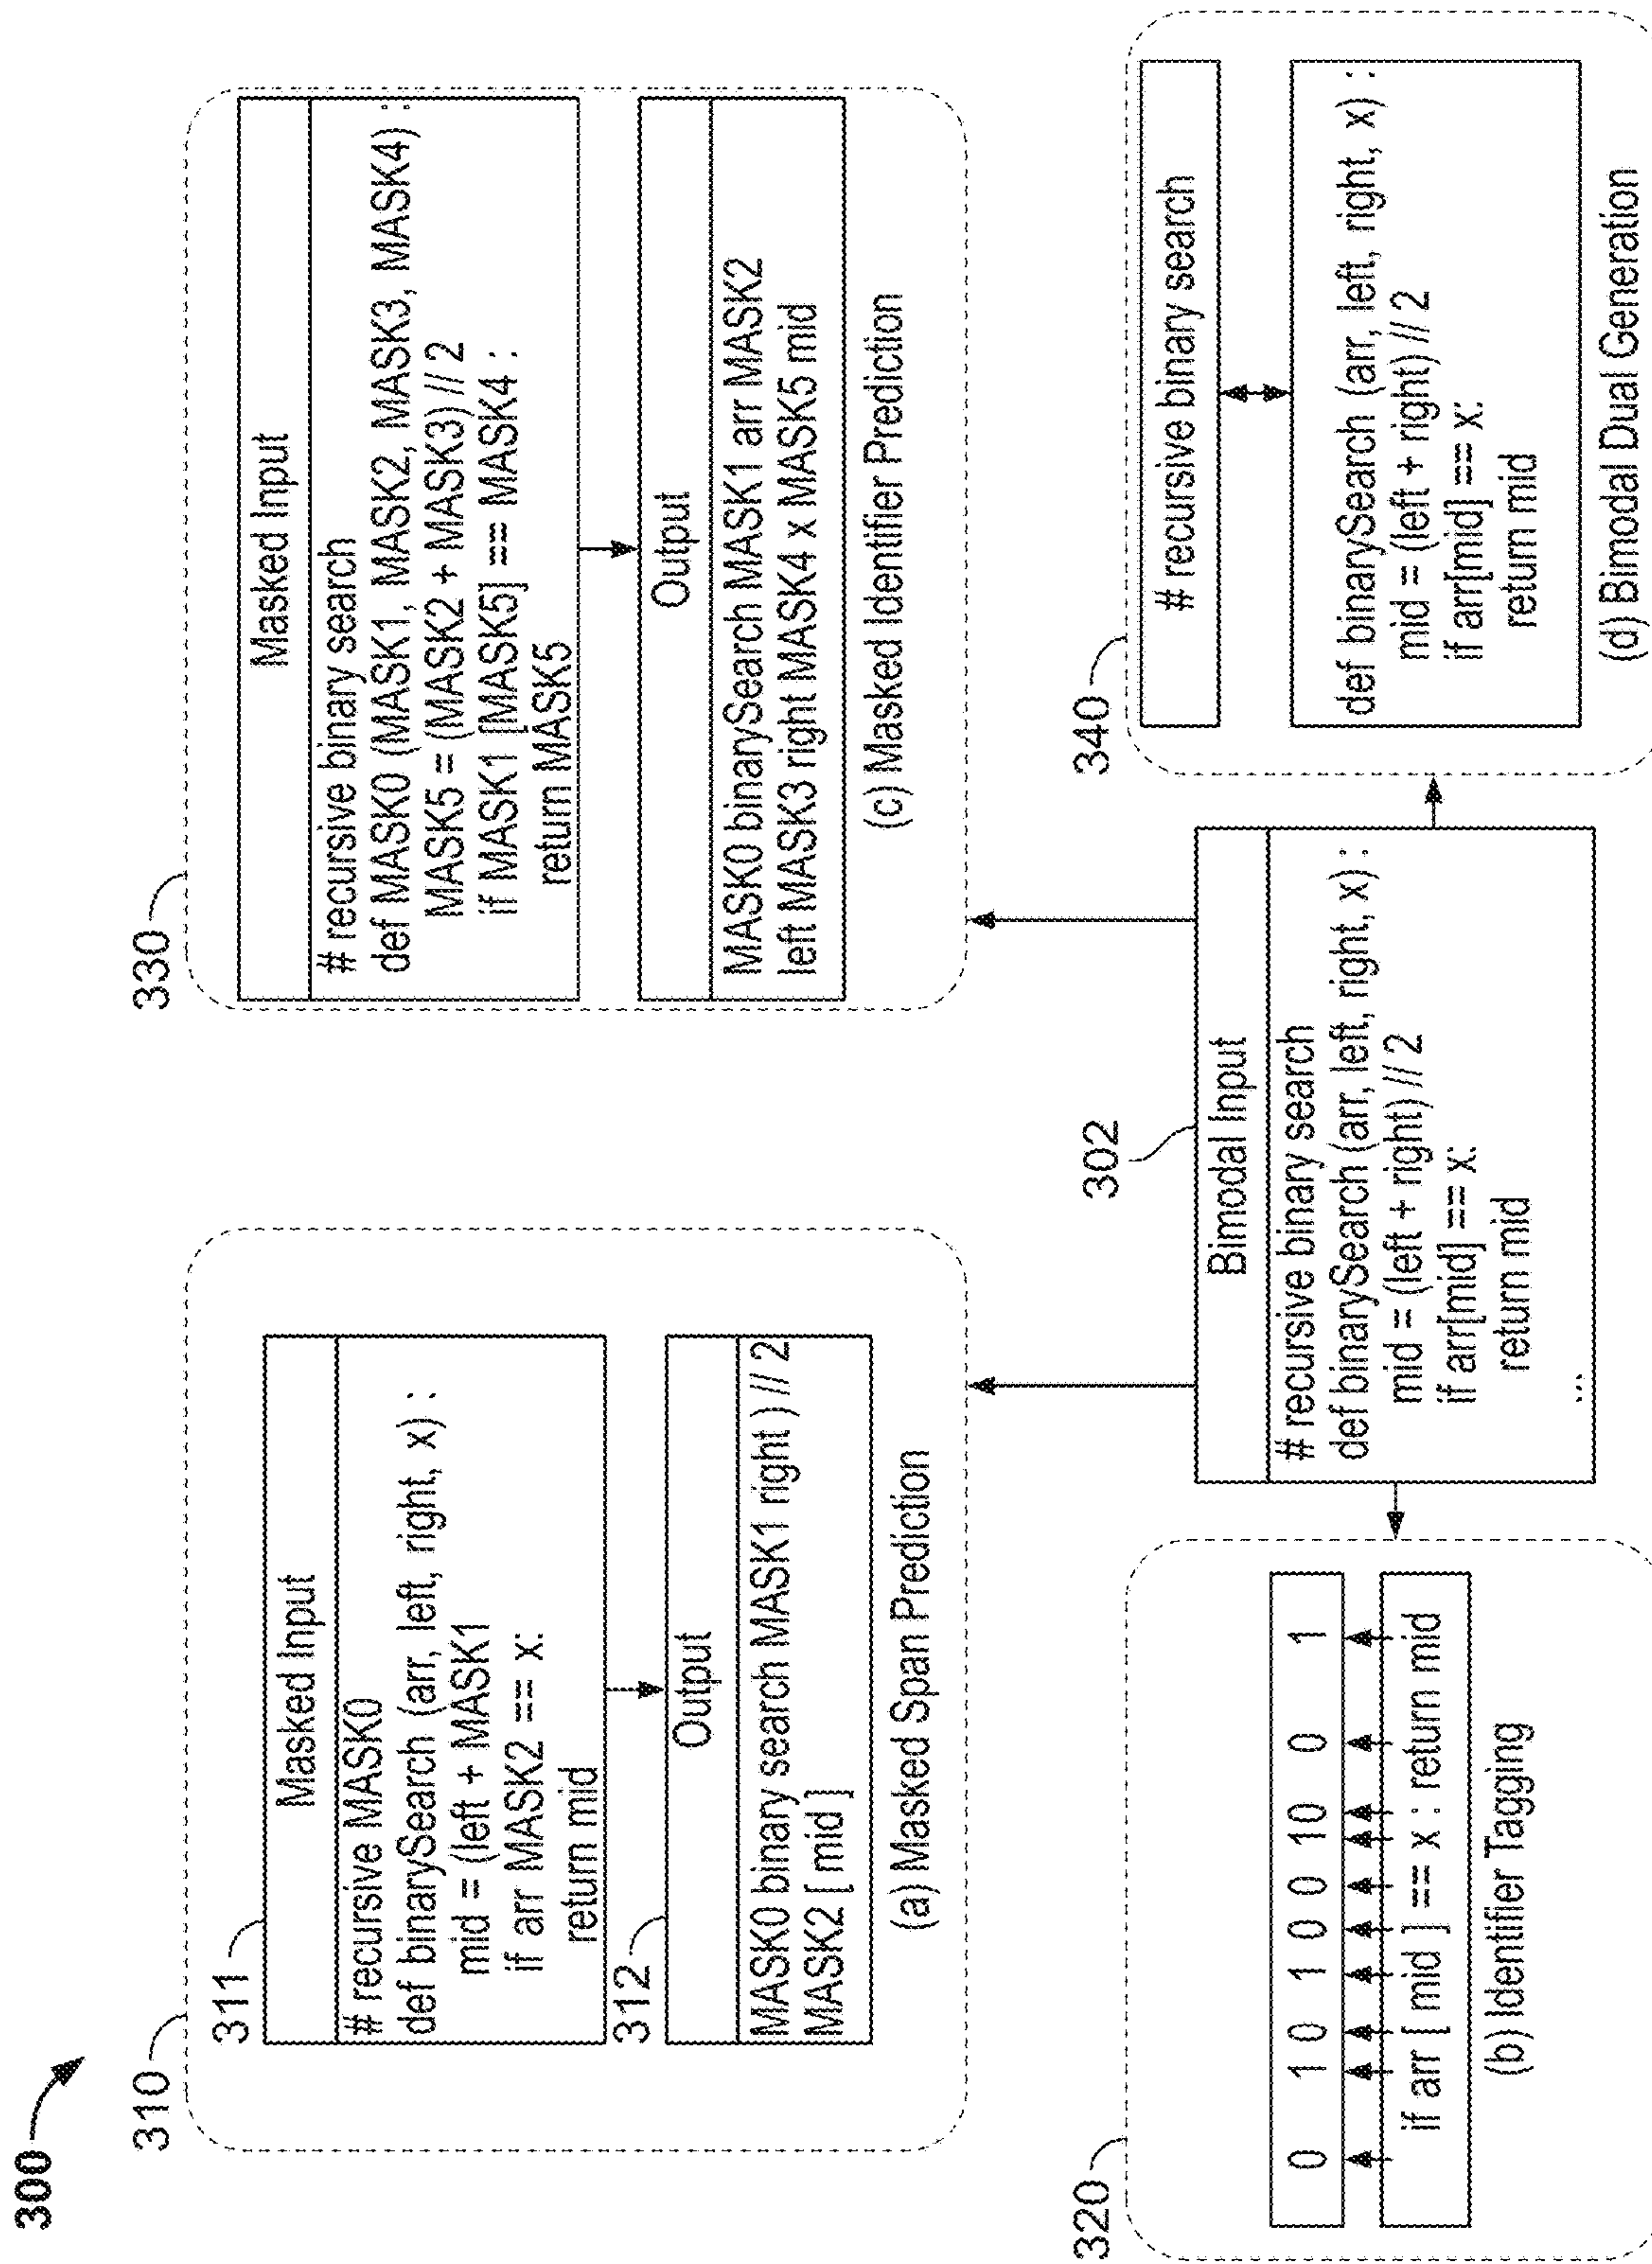 300
310
311
Masked Input
# recursive MASK0
def binarySearch (arr, left, right, x) :
mid = (left + MASK1
if arr MASK2 == x:
return mid
312
Output
MASK0 binary search MASK1 right ) // 2
MASK2 [ mid ]
(a) Masked Span Prediction
330
Masked Input
# recursive binary search
def MASK0 (MASK1, MASK2, MASK3, MASK4) :
MASK5 = (MASK2 + MASK3) // 2
if MASK1 [MASK5] == MASK4 :
return MASK5
Output
MASK0 binarySearch MASK1 arr MASK2
left MASK3 right MASK4 x MASK5 mid
(c) Masked Identifier Prediction
320
0 1 0 1 0 0 1 0 0 1
if arr [ mid ] == x : return mid
(b) Identifier Tagging
302
Bimodal Input
# recursive binary search
def binarySearch (arr, left, right, x) :
mid = (left + right) // 2
if arr[mid] == x:
return mid
...
340
# recursive binary search
def binarySearch (arr, left, right, x) :
mid = (left + right) // 2
if arr[mid] == x:
return mid
(d) Bimodal Dual Generation